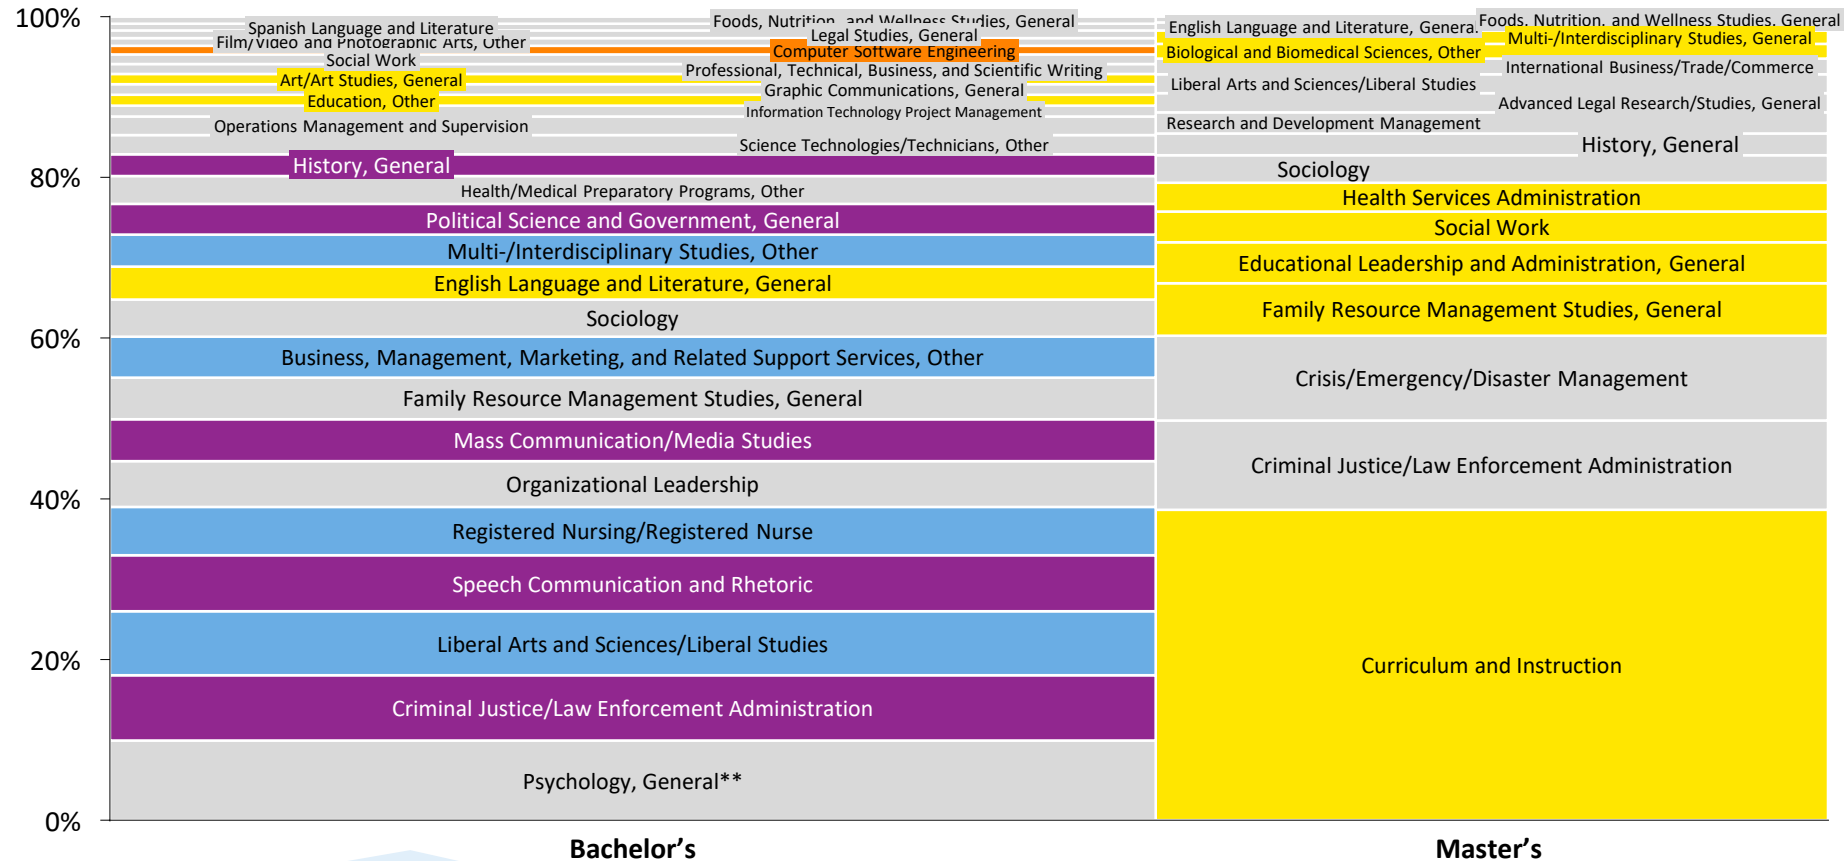 100%
80%
60%
40%
20%
0%
Spanish Language and Literature
Foods, Nutrition, and Wellness Studies, General
Legal Studies, General
Film/Video and Photographic Arts, Other
Computer Software Engineering
Social Work
Professional, Technical, Business, and Scientific Writing
Art/Art Studies, General
Graphic Communications, General
Education, Other
Information Technology Project Management
Operations Management and Supervision
Science Technologies/Technicians, Other
History, General
Health/Medical Preparatory Programs, Other
Political Science and Government, General
Multi-/Interdisciplinary Studies, Other
English Language and Literature, General
Sociology
Business, Management, Marketing, and Related Support Services, Other
Family Resource Management Studies, General
Mass Communication/Media Studies
Organizational Leadership
Registered Nursing/Registered Nurse
Speech Communication and Rhetoric
Liberal Arts and Sciences/Liberal Studies
Criminal Justice/Law Enforcement Administration
Psychology, General**
Bachelor's
Foods, Nutrition, and Wellness Studies, General
English Language and Literature, General
Multi-/Interdisciplinary Studies, General
Biological and Biomedical Sciences, Other
International Business/Trade/Commerce
Liberal Arts and Sciences/Liberal Studies
Advanced Legal Research/Studies, General
Research and Development Management
History, General
Sociology
Health Services Administration
Social Work
Educational Leadership and Administration, General
Family Resource Management Studies, General
Crisis/Emergency/Disaster Management
Criminal Justice/Law Enforcement Administration
Curriculum and Instruction
Master's